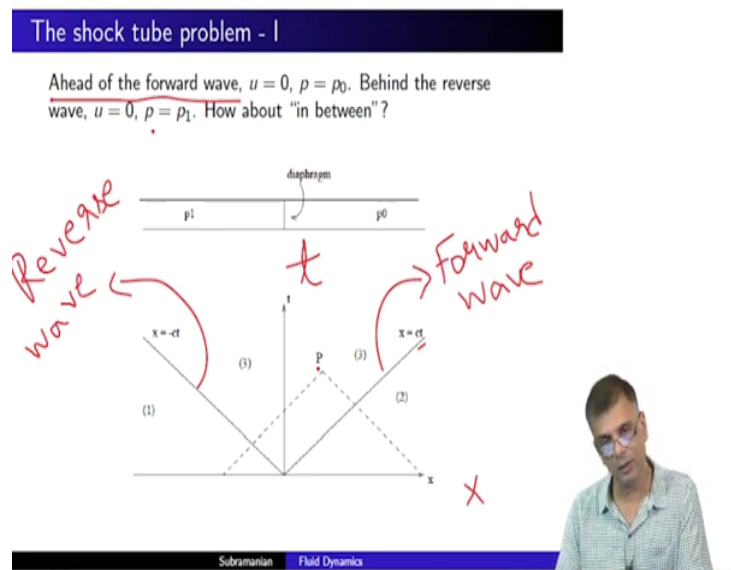 The shock tube problem - I
Ahead of the forward wave, u = 0, p = p₀. Behind the reverse
wave, u = 0, p = p₁. How about "in between"?
diaphragm
p1
p0
Reverse
wave
t
Forward
wave
t
x = -ct
x = ct
P
(3)
(3)
(1)
(2)
x
X
Subramanian Fluid Dynamics